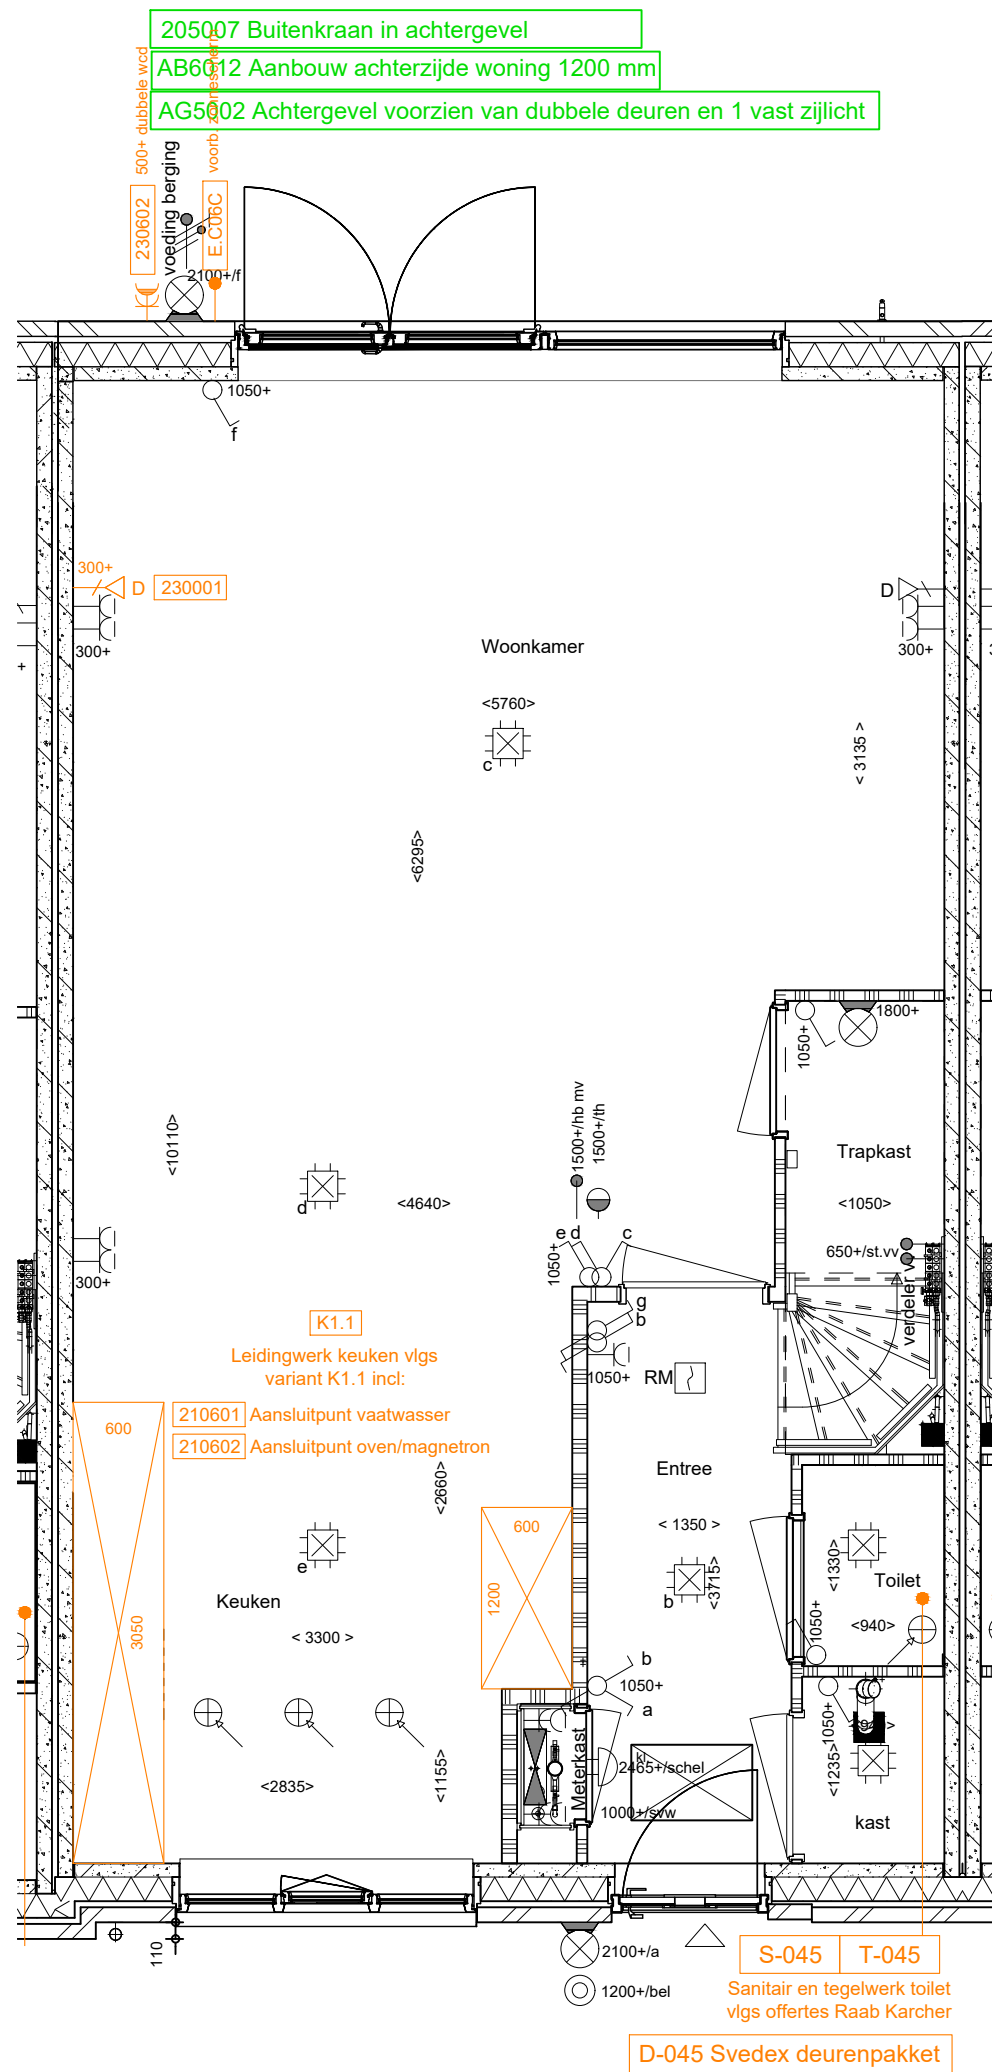 205007 Buitenkraan in achtergevel
AB6012 Aanbouw achterzijde woning 1200 mm
AG5002 Achtergevel voorzien van dubbele deuren en 1 vast zijlicht
500+ dubbele wcd
230602
voeding berging
voorb. zonnescherm
E.C06C
2100+/f
1050+
f
300+
D
230001
300+
+
D
300+
Woonkamer
<5760>
c
< 3135 >
<6295>
1050+
1800+
Trapkast
<1050>
<10110>
d
<4640>
1500+/hb mv
1500+/th
e d
c
1050+
650+/st.vv
verdeler vv
300+
K1.1
Leidingwerk keuken vlgs
variant K1.1 incl:
210601 Aansluitpunt vaatwasser
210602 Aansluitpunt oven/magnetron
g
b
1050+
RM
600
3050
<2660>
Entree
< 1350 >
<3715>
b
600
1200
e
Keuken
< 3300 >
<1330>
Toilet
<940>
1050+
b
1050+
a
1050+
<1235>
kast
Meterkast
kl
2465+/schel
1000+/svw
<2835>
<1155>
110
2100+/a
1200+/bel
S-045
T-045
Sanitair en tegelwerk toilet
vlgs offertes Raab Karcher
D-045 Svedex deurenpakket